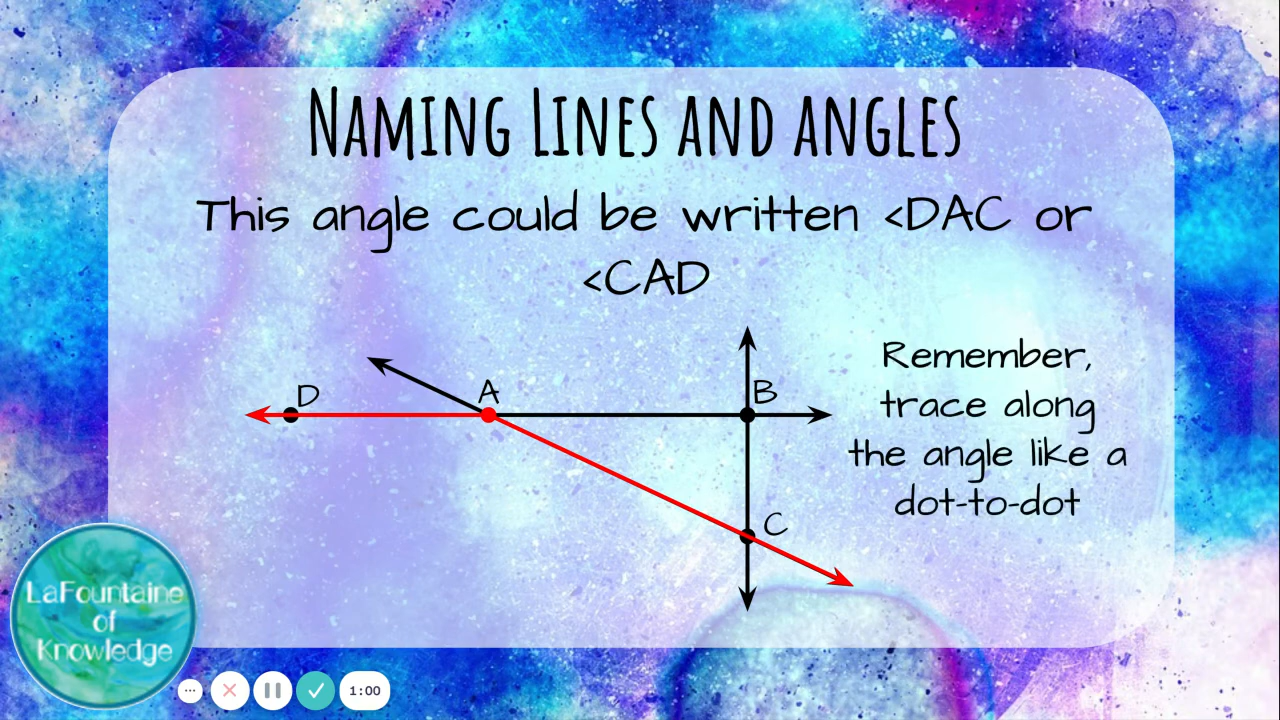 Naming Lines and angles
This angle could be written <DAC or
<CAD
Remember,
trace along
the angle like a
dot-to-dot
D
A
B
C
LaFountaine
of
Knowledge
1:00